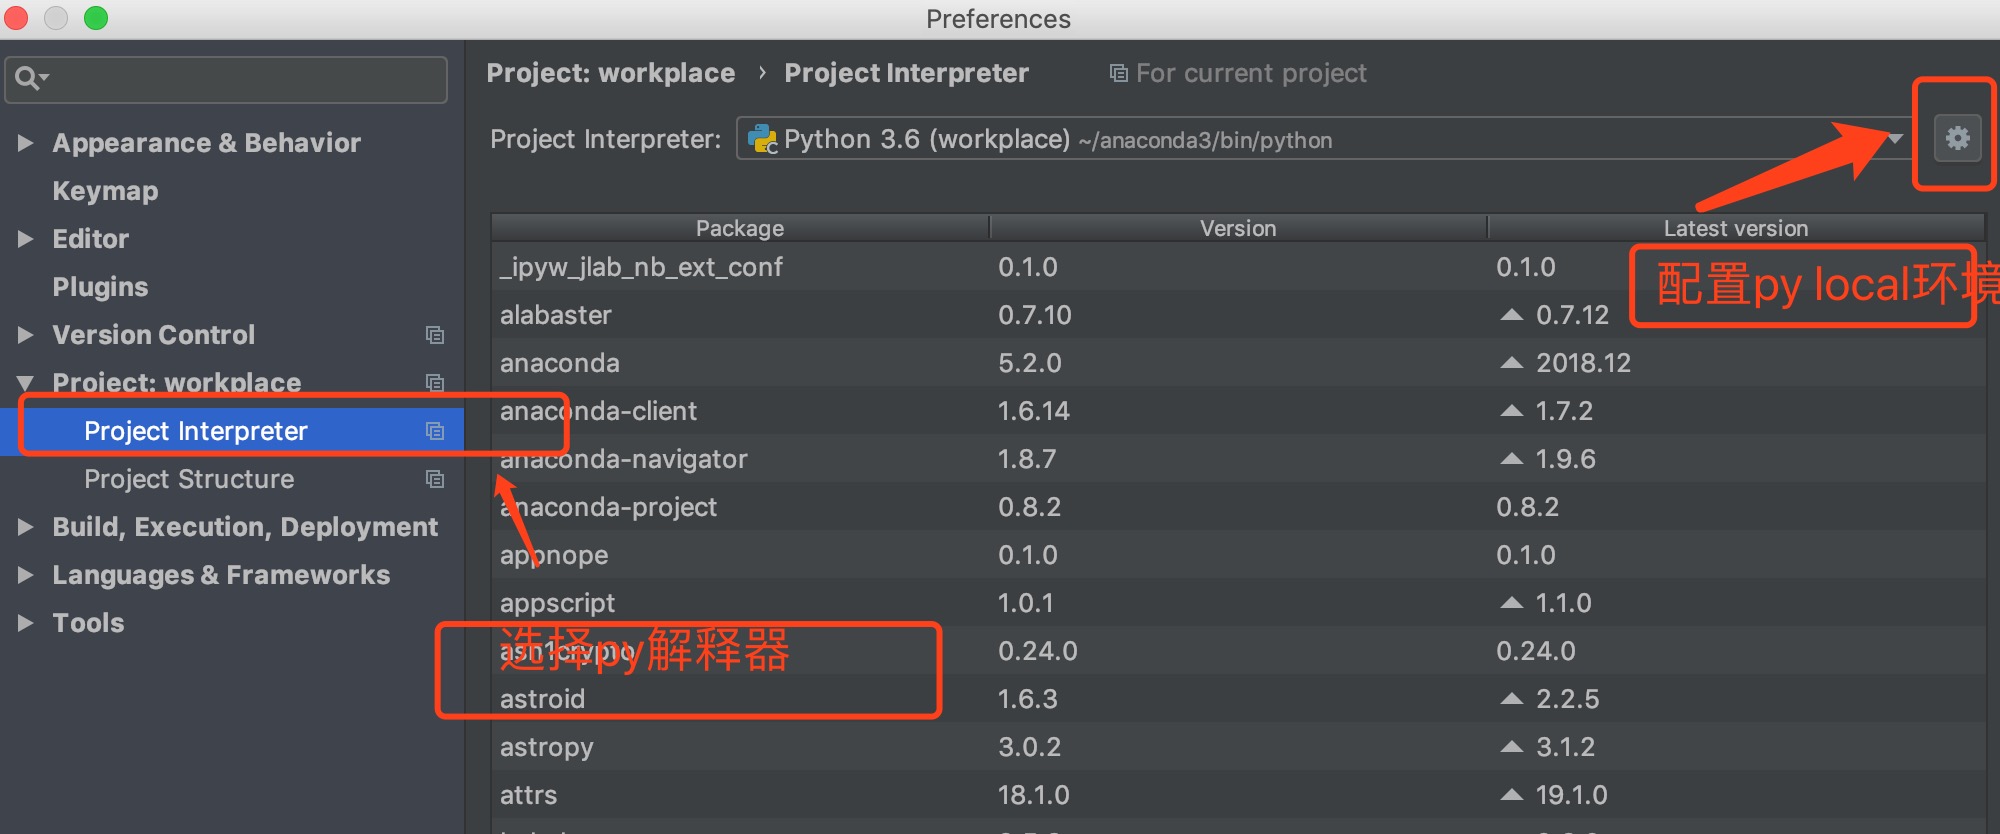 Preferences
Project: workplace › Project Interpreter For current project
Project Interpreter: Python 3.6 (workplace) ~/anaconda3/bin/python
Appearance & Behavior
Keymap
Editor
Plugins
Version Control
Project: workplace
Project Interpreter
Project Structure
Build, Execution, Deployment
Languages & Frameworks
Tools
Package Version Latest version
_ipyw_jlab_nb_ext_conf 0.1.0 0.1.0
配置py local环境
alabaster 0.7.10 0.7.12
anaconda 5.2.0 2018.12
anaconda-client 1.6.14 1.7.2
anaconda-navigator 1.8.7 1.9.6
anaconda-project 0.8.2 0.8.2
appnope 0.1.0 0.1.0
appscript 1.0.1 1.1.0
选择py解释器
asn1crypto 0.24.0 0.24.0
astroid 1.6.3 2.2.5
astropy 3.0.2 3.1.2
attrs 18.1.0 19.1.0